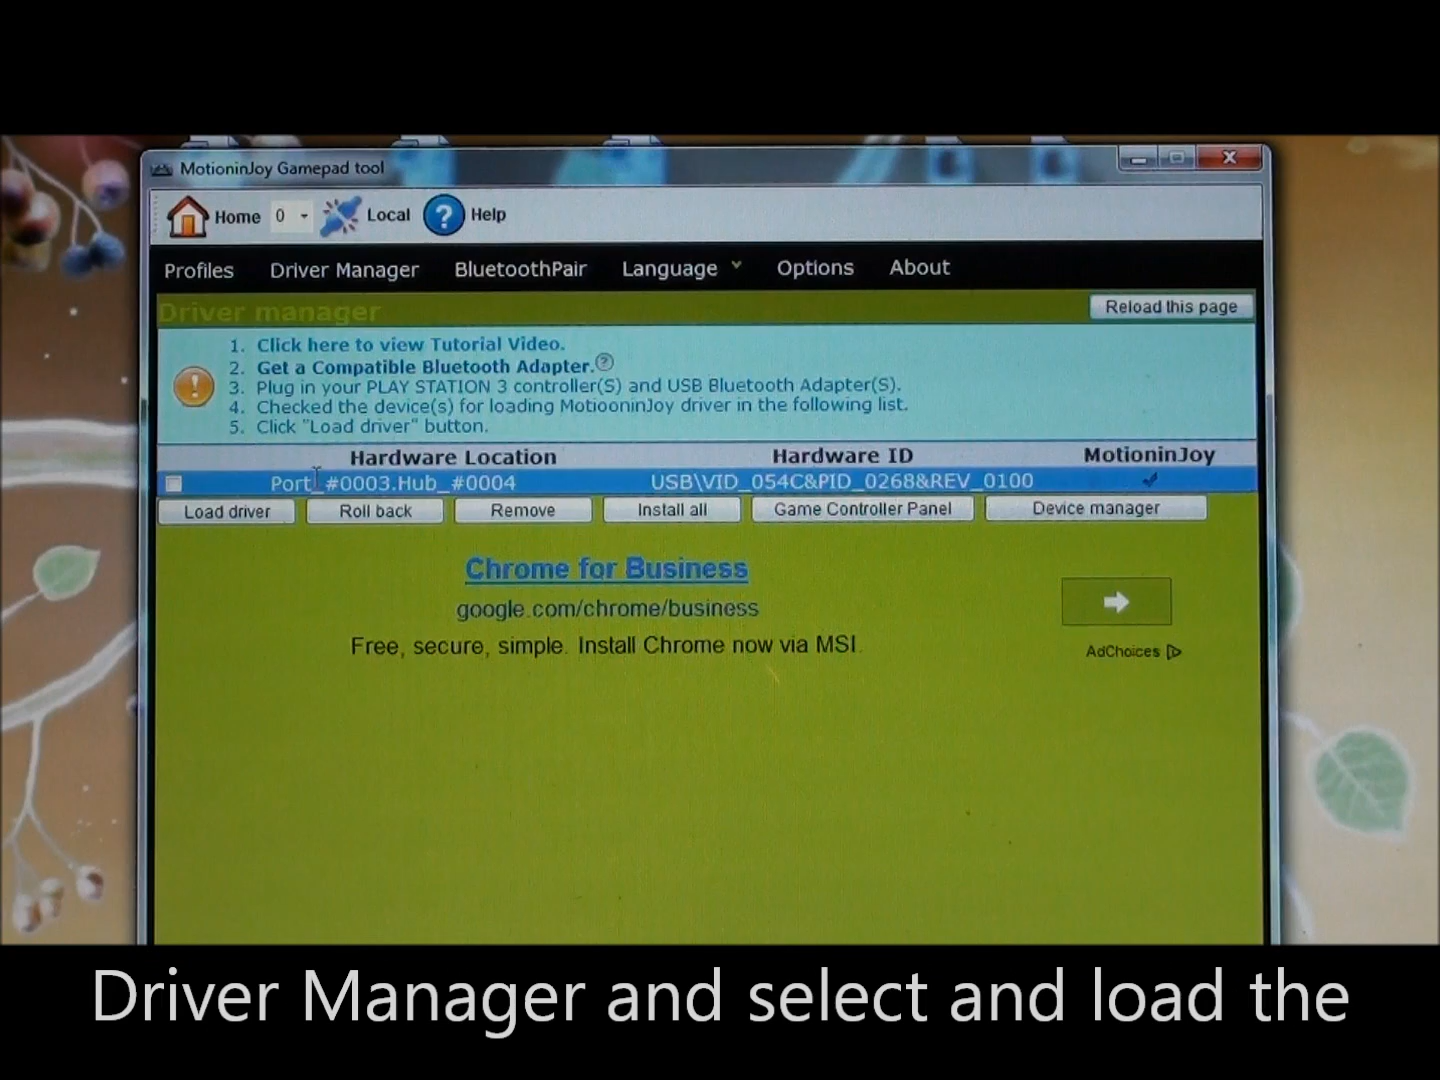 MotioninJoy Gamepad tool
Home 0 Local Help
Profiles Driver Manager BluetoothPair Language Options About
Driver manager Reload this page
1. Click here to view Tutorial Video.
2. Get a Compatible Bluetooth Adapter.
3. Plug in your PLAY STATION 3 controller(S) and USB Bluetooth Adapter(S).
4. Checked the device(s) for loading MotiooninJoy driver in the following list.
5. Click "Load driver" button.
Hardware Location Hardware ID MotioninJoy
Port_#0003.Hub_#0004 USB\VID_054C&PID_0268&REV_0100
Load driver Roll back Remove Install all Game Controller Panel Device manager
Chrome for Business
google.com/chrome/business
Free, secure, simple. Install Chrome now via MSI.
AdChoices
Driver Manager and select and load the